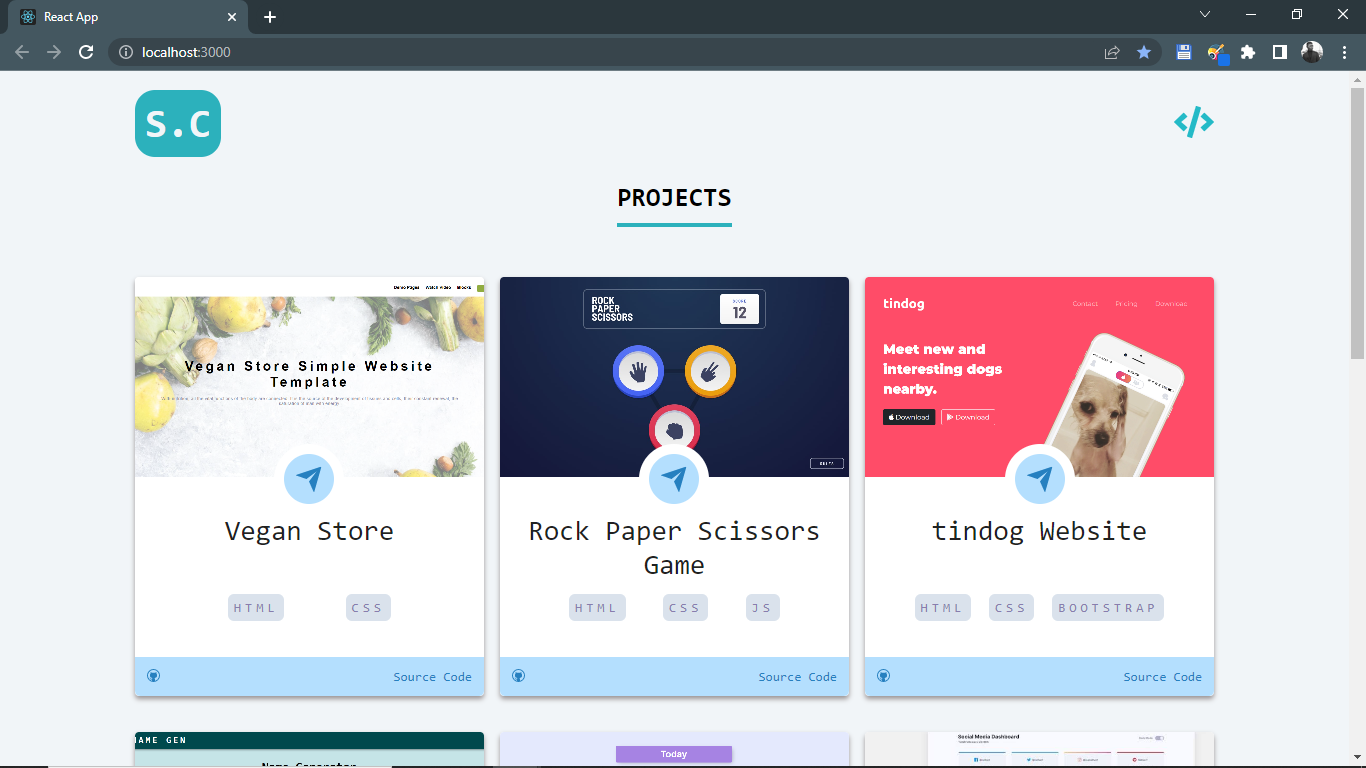 React App
localhost:3000
S.C
</>
PROJECTS
Demo Pages Watch Video Blocks
Vegan Store Simple Website
Template
Vegan Store
HTML CSS
Source Code
ROCK
PAPER
SCISSORS
SCORE
12
Rock Paper Scissors
Game
HTML CSS JS
Source Code
tindog
Contact Pricing Download
Meet new and
interesting dogs
nearby.
Download Download
tindog Website
HTML CSS BOOTSTRAP
Source Code
NAME GEN
Name Generator
Today
Social Media Dashboard